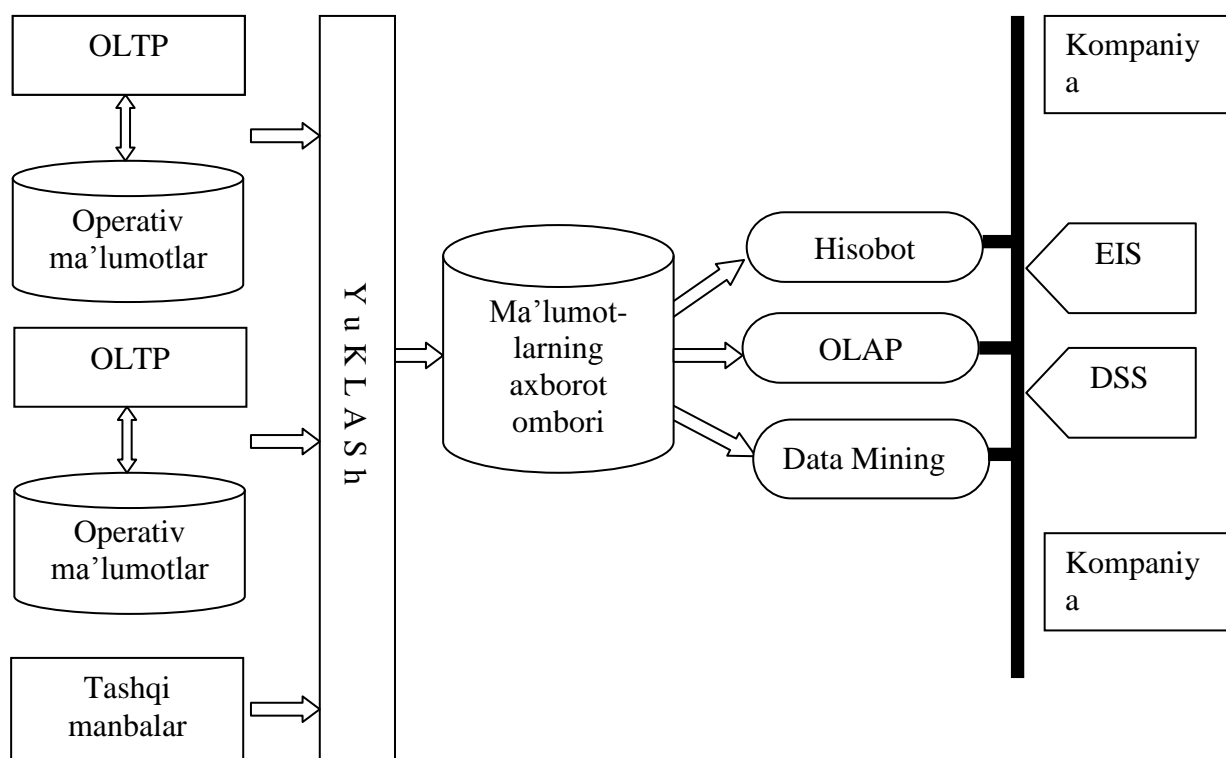 OLTP
Operativ
ma’lumotlar
OLTP
Operativ
ma’lumotlar
Tashqi
manbalar
YuKLASh
Ma’lumot-
larning
axborot
ombori
Hisobot
OLAP
Data Mining
Kompaniy
a
EIS
DSS
Kompaniy
a